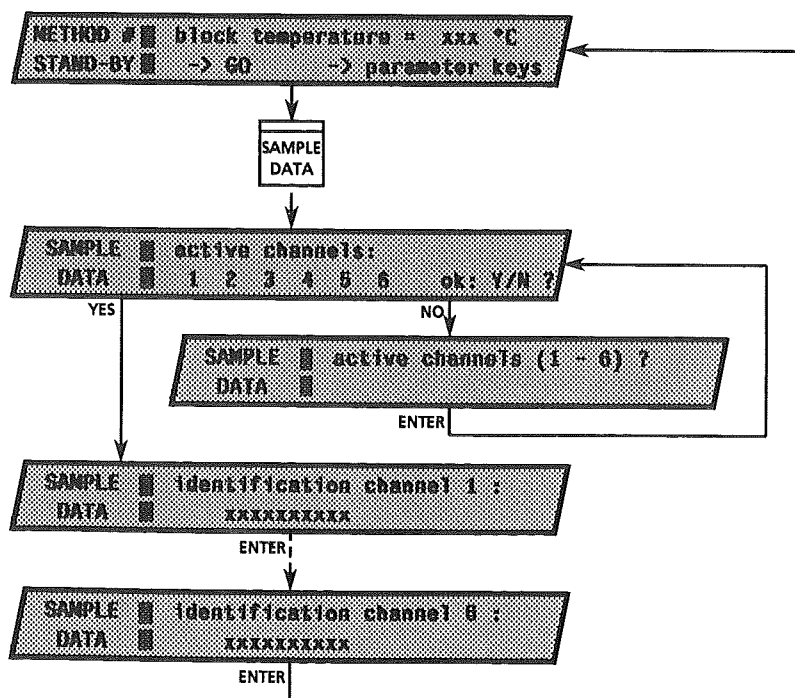 METHOD # block temperature = xxx °C
STAND-BY -> GO -> parameter keys
SAMPLE
DATA
SAMPLE active channels:
DATA 1 2 3 4 5 6 ok: Y/N ?
YES
NO
SAMPLE active channels (1 - 6) ?
DATA
ENTER
SAMPLE identification channel 1 :
DATA xxxxxxxxxx
ENTER
SAMPLE identification channel 6 :
DATA xxxxxxxxxx
ENTER